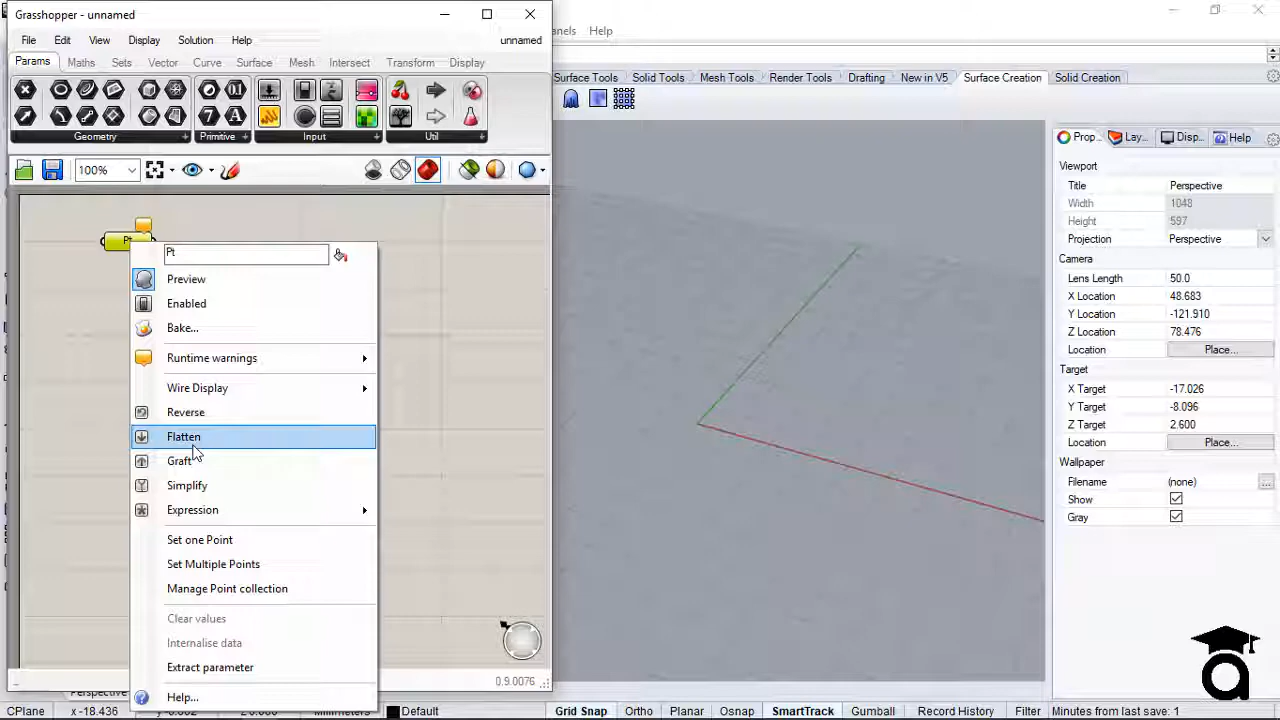 Grasshopper - unnamed
File Edit View Display Solution Help unnamed
Params Maths Sets Vector Curve Surface Mesh Intersect Transform Display
Geometry Primitive Input Util
100%
Pt
Preview
Enabled
Bake...
Runtime warnings
Wire Display
Reverse
Flatten
Graft
Simplify
Expression
Set one Point
Set Multiple Points
Manage Point collection
Clear values
Internalise data
Extract parameter
Help...
0.9.0076
Help
Surface Tools Solid Tools Mesh Tools Render Tools Drafting New in V5 Surface Creation Solid Creation
Prop... Util Disp... Help
Viewport
Title Perspective
Width 1048
Height 597
Projection Perspective
Camera
Lens Length 50.0
X Location 48.683
Y Location -121.910
Z Location 78.476
Location Place...
Target
X Target -17.026
Y Target -8.096
Z Target 2.600
Location Place...
Wallpaper
Filename (none) ...
Show
Gray
CPlane x -18.436 Default Grid Snap Ortho Planar Osnap SmartTrack Gumball Record History Filter Minutes from last save: 1